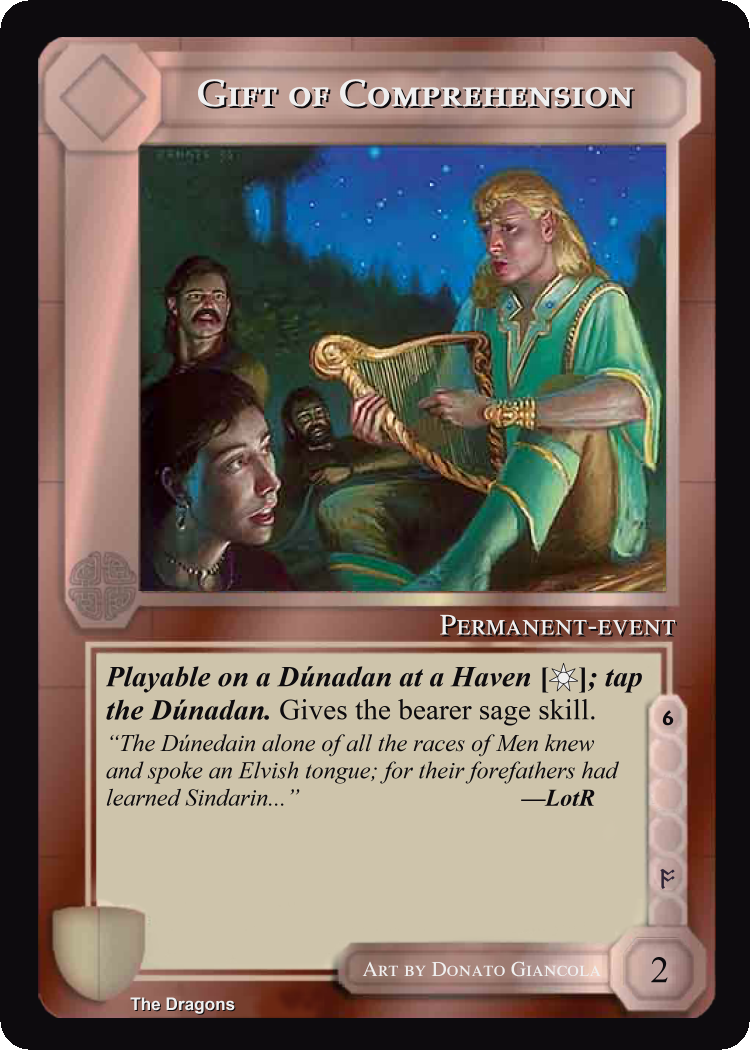 Gift of Comprehension
Donato 95
Permanent-event
Playable on a Dúnadan at a Haven [☼]; tap
the Dúnadan. Gives the bearer sage skill.
“The Dúnedain alone of all the races of Men knew
and spoke an Elvish tongue; for their forefathers had
learned Sindarin...” —LotR
6
ᚩ
Art by Donato Giancola
2
The Dragons